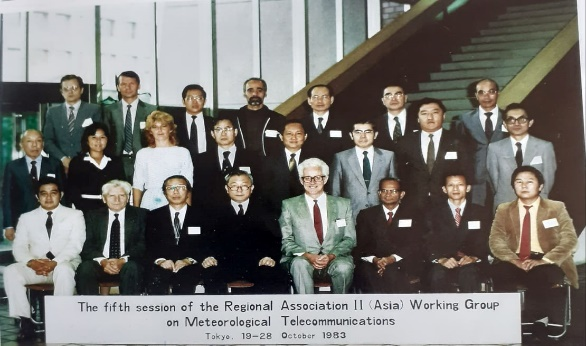 The fifth session of the Regional Association II (Asia) Working Group
on Meteorological Telecommunications
Tokyo, 19-28 October 1983